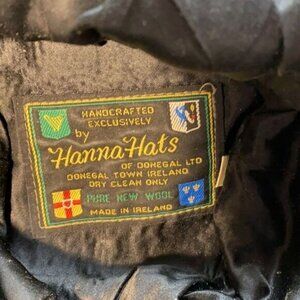 HANDCRAFTED
EXCLUSIVELY
by
Hanna Hats
OF DONEGAL LTD
DONEGAL TOWN IRELAND
DRY CLEAN ONLY
PURE NEW WOOL
MADE IN IRELAND